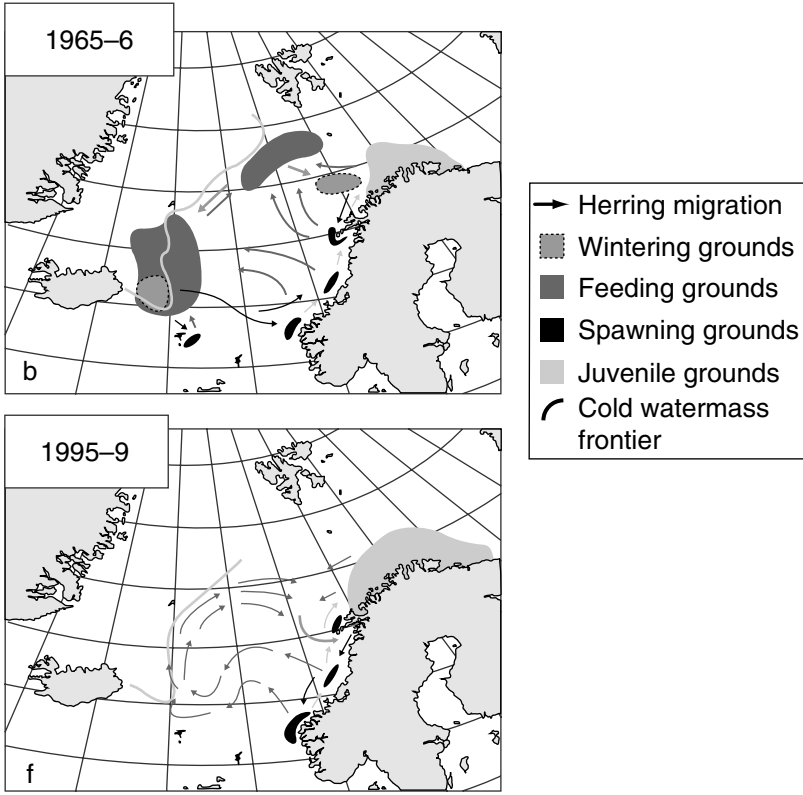 1965–6
b
Herring migration
Wintering grounds
Feeding grounds
Spawning grounds
Juvenile grounds
Cold watermass
frontier
1995–9
f